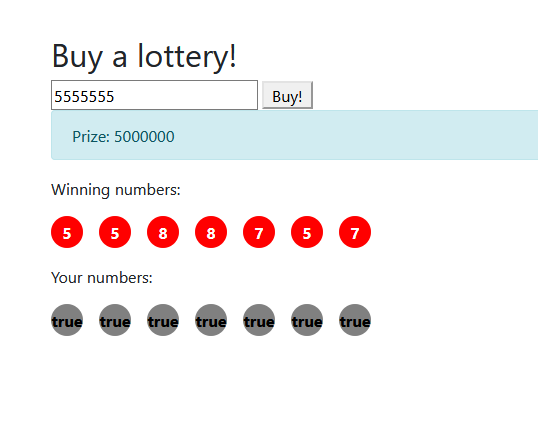 Buy a lottery!
5555555 Buy!
Prize: 5000000
Winning numbers:
5 5 8 8 7 5 7
Your numbers:
true true true true true true true